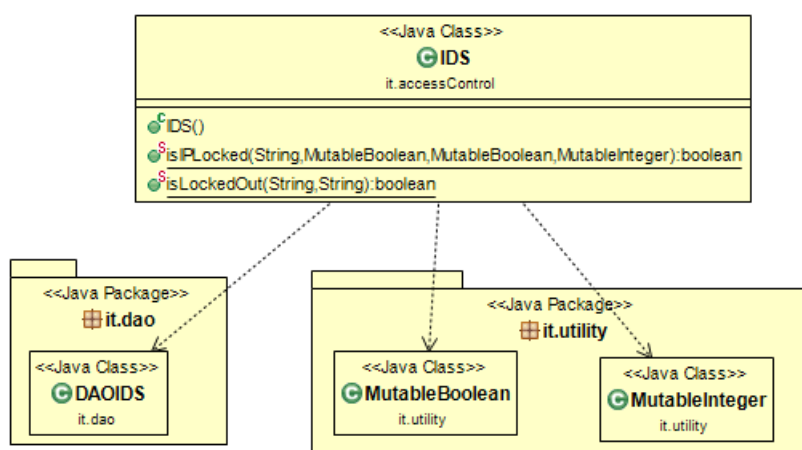 <<Java Class>>
IDS
it.accessControl
IDS()
isIPLocked(String,MutableBoolean,MutableBoolean,MutableInteger):boolean
isLockedOut(String,String):boolean
<<Java Package>>
it.dao
<<Java Class>>
DAOIDS
it.dao
<<Java Package>>
it.utility
<<Java Class>>
MutableBoolean
it.utility
<<Java Class>>
MutableInteger
it.utility